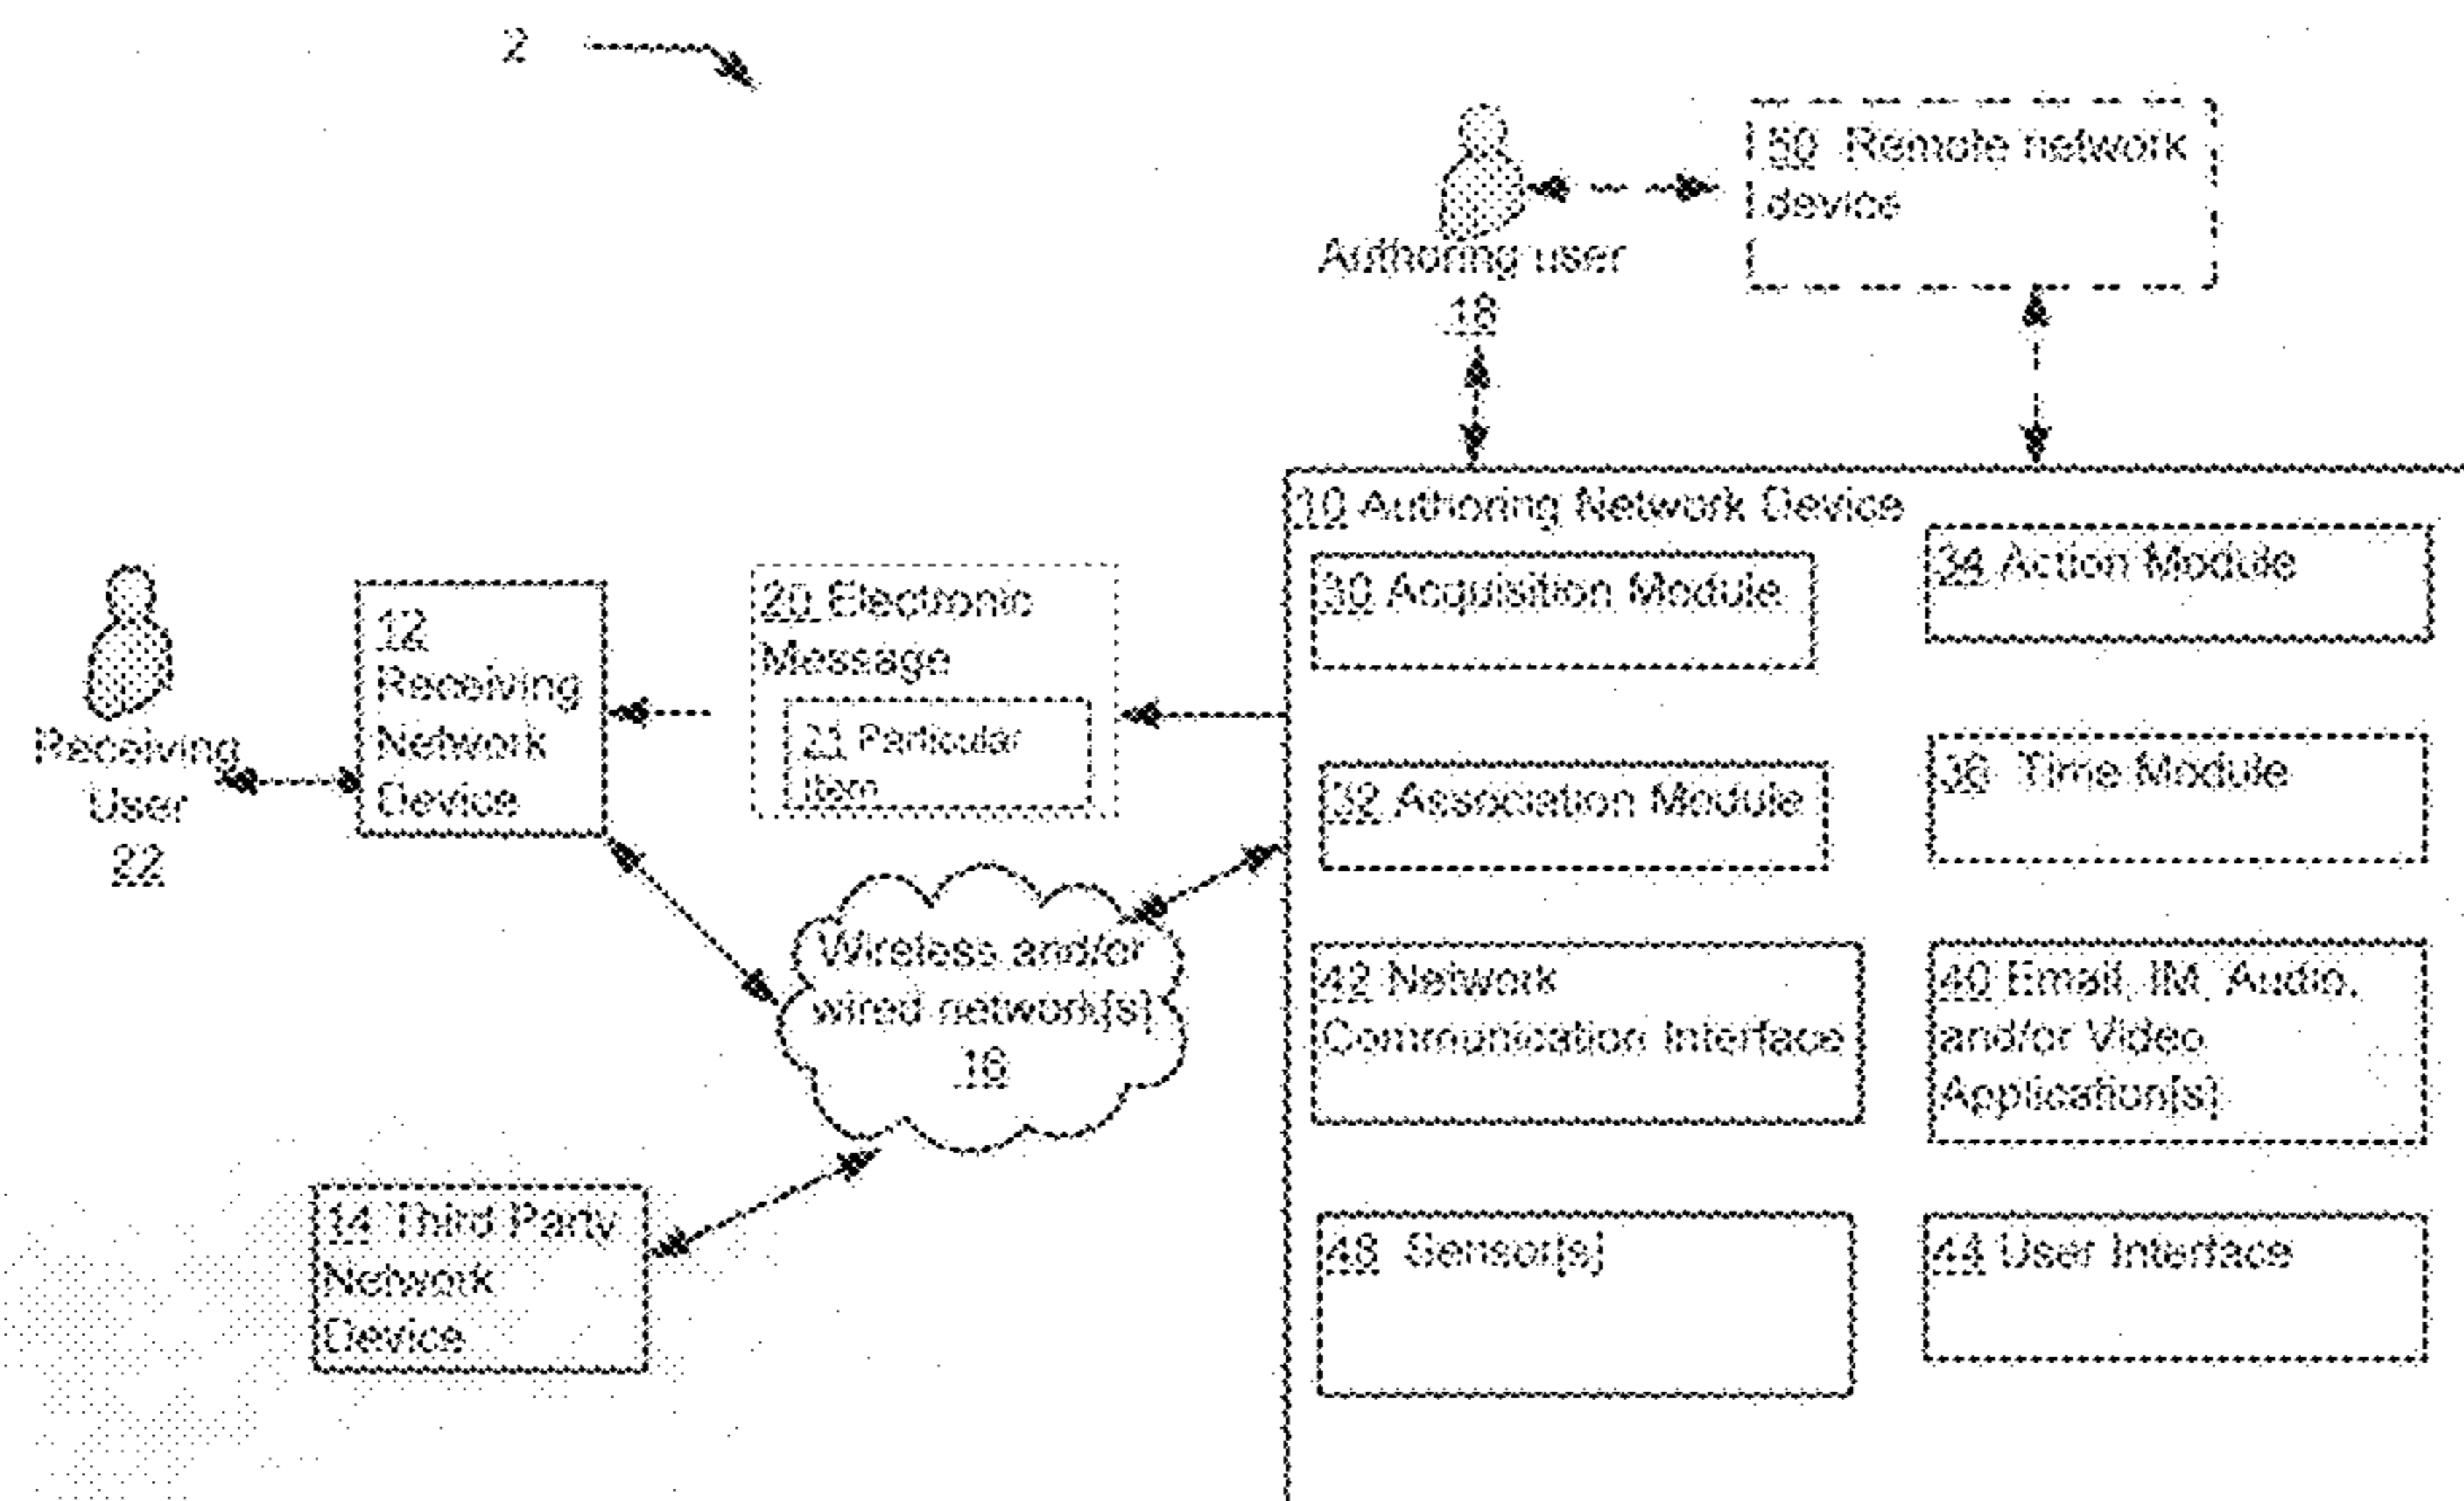 2
50 Remote network
device
Authoring user
18
10 Authoring Network Device
30 Acquisition Module
34 Action Module
20 Electronic
Message
21 Particular
Item
12
Receiving
Network
Device
Receiving
User
22
32 Association Module
36 Time Module
Wireless and/or
wired network[s]
16
42 Network
Communication Interface
40 Email, IM, Audio,
and/or Video
Application[s]
14 Third Party
Network
Device
48 Sensor[s]
44 User Interface